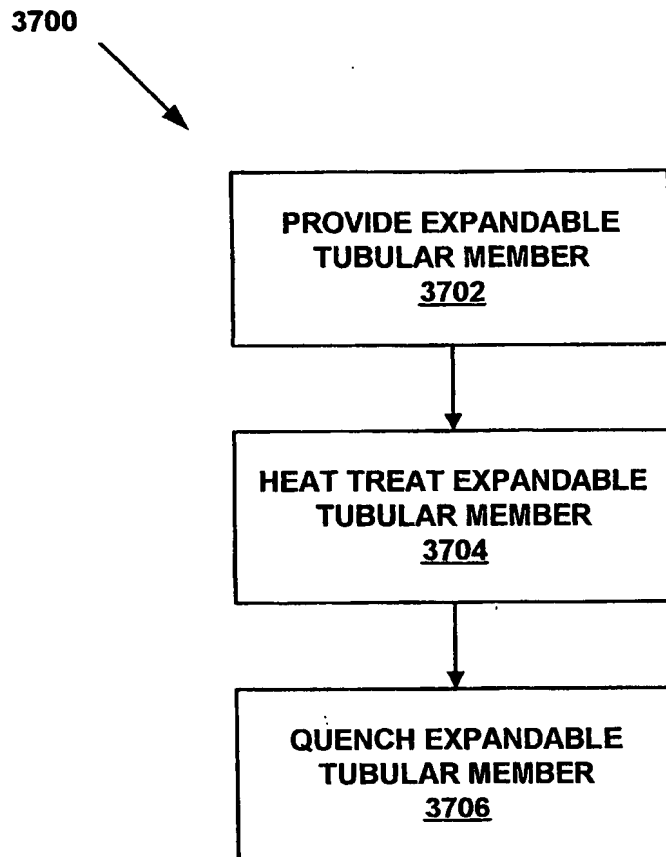 3700
PROVIDE EXPANDABLE
TUBULAR MEMBER
3702
HEAT TREAT EXPANDABLE
TUBULAR MEMBER
3704
QUENCH EXPANDABLE
TUBULAR MEMBER
3706